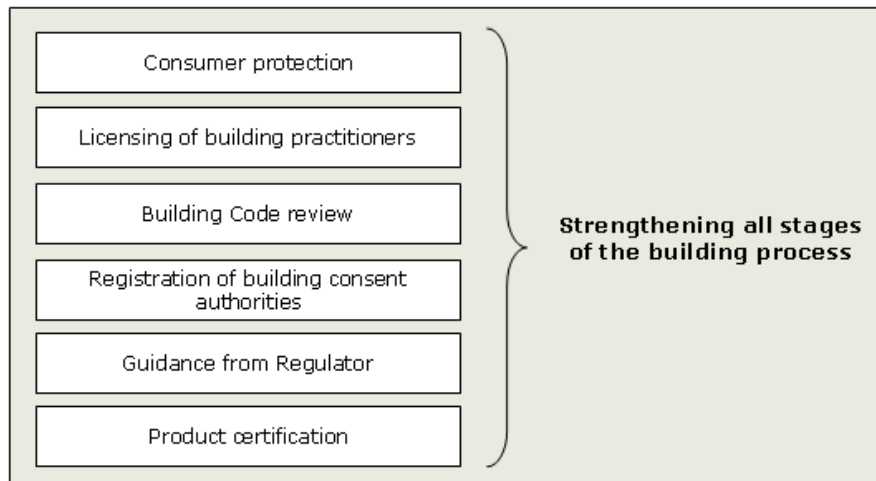 Consumer protection
Licensing of building practitioners
Building Code review
Registration of building consent
authorities
Guidance from Regulator
Product certification
Strengthening all stages
of the building process